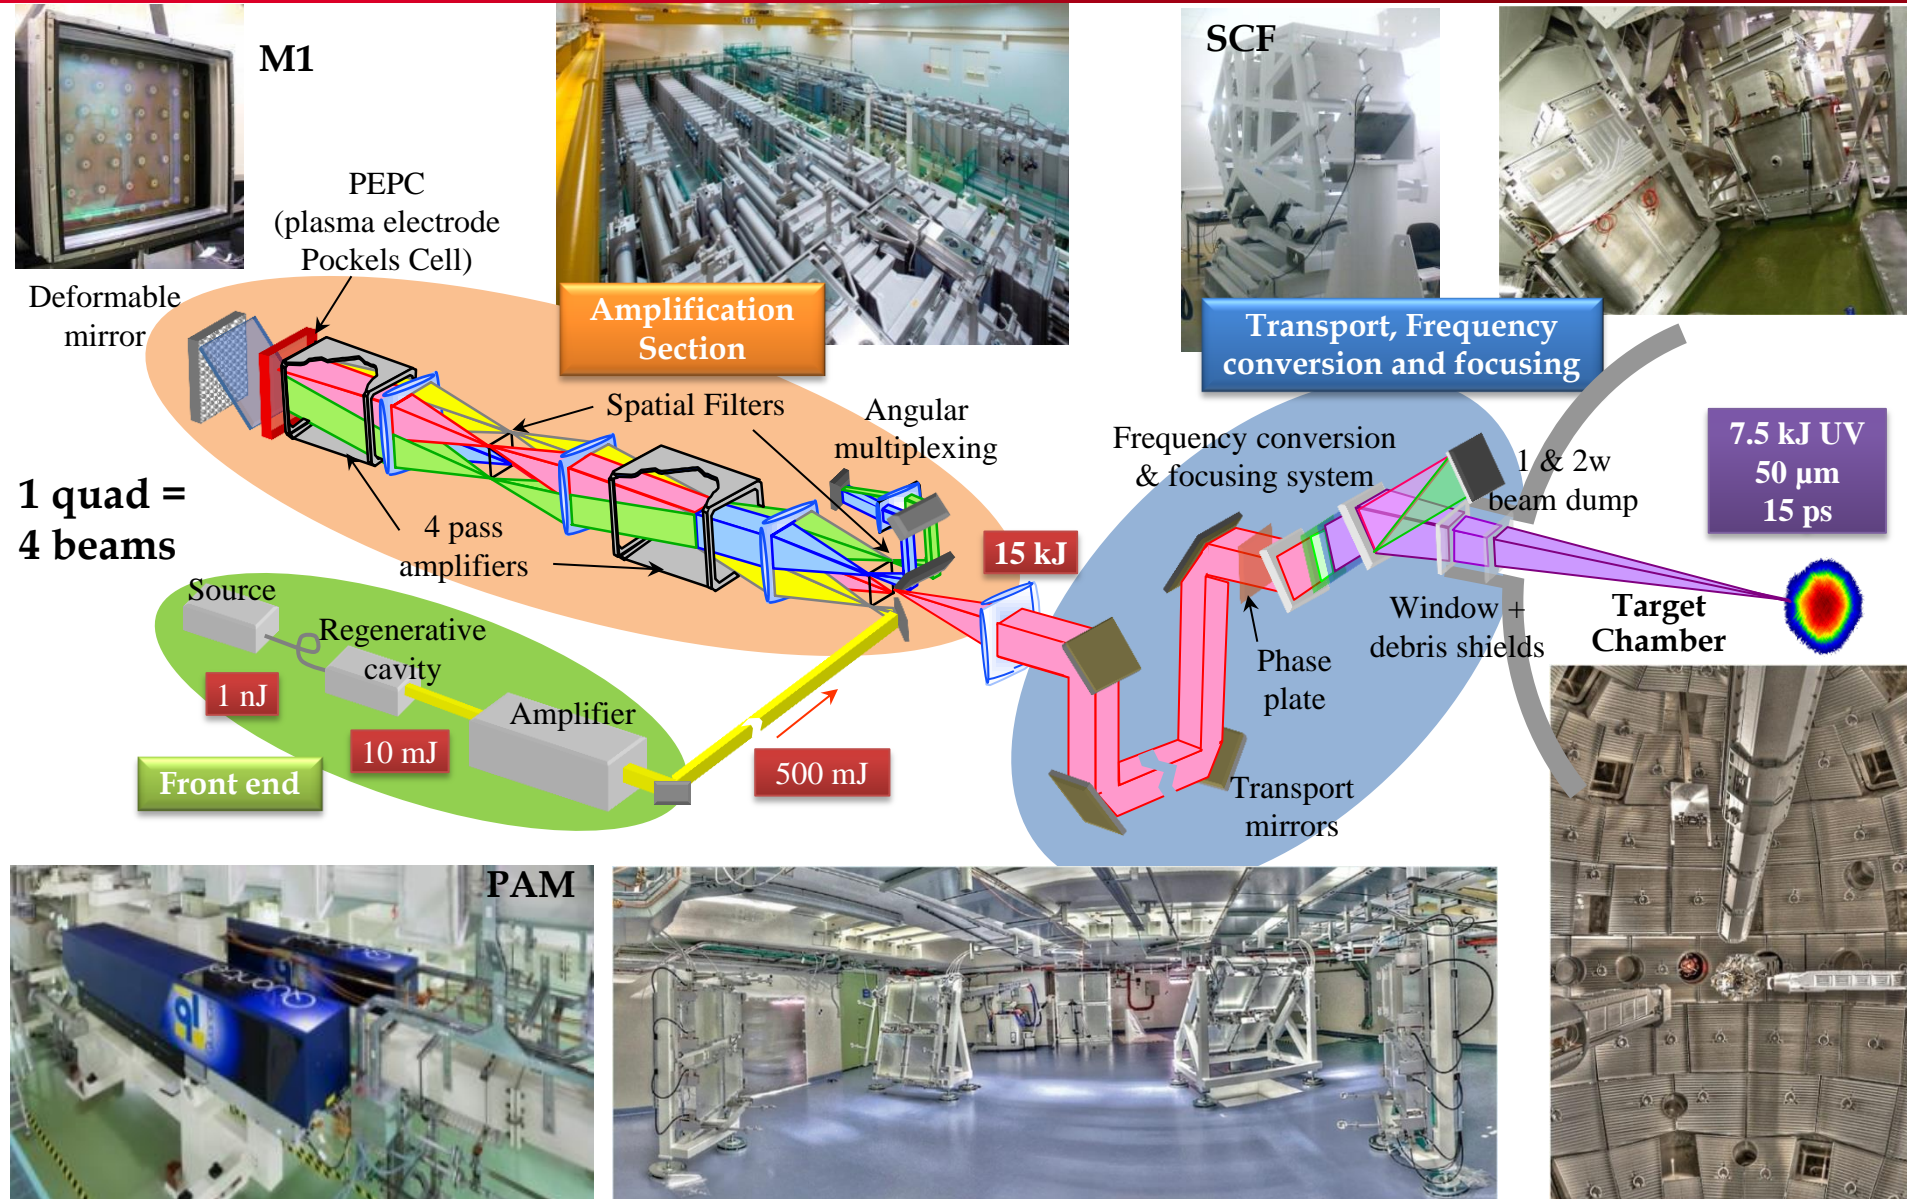 M1
SCF
PEPC
(plasma electrode
Pockels Cell)
Deformable
mirror
Amplification
Section
Transport, Frequency
conversion and focusing
Spatial Filters
Angular
multiplexing
Frequency conversion
& focusing system
1 & 2w
beam dump
7.5 kJ UV
50 µm
15 ps
1 quad =
4 beams
4 pass
amplifiers
15 kJ
Source
Regenerative
cavity
1 nJ
Amplifier
10 mJ
500 mJ
Front end
Window +
debris shields
Target
Chamber
Phase
plate
Transport
mirrors
PAM
ql